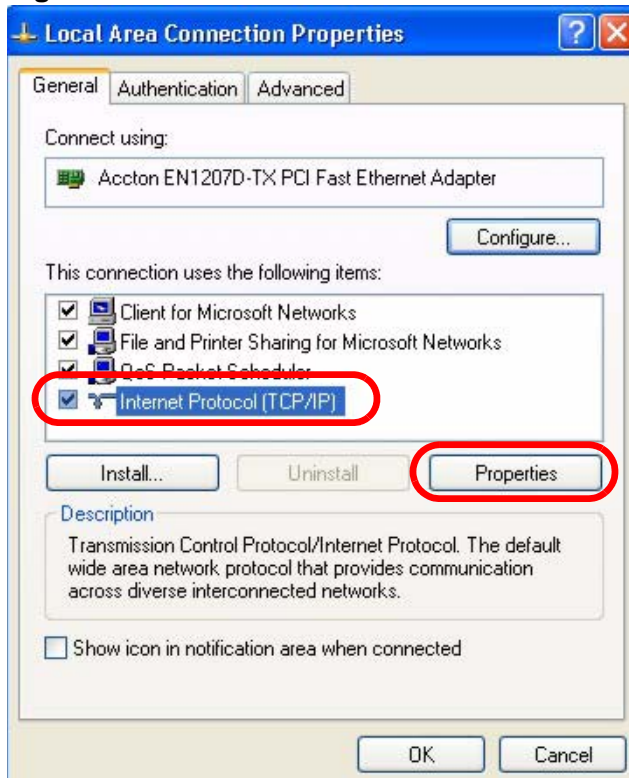 Local Area Connection Properties
General Authentication Advanced
Connect using:
Accton EN1207D-TX PCI Fast Ethernet Adapter
Configure...
This connection uses the following items:
Client for Microsoft Networks
File and Printer Sharing for Microsoft Networks
QoS Packet Scheduler
Internet Protocol (TCP/IP)
Install... Uninstall Properties
Description
Transmission Control Protocol/Internet Protocol. The default
wide area network protocol that provides communication
across diverse interconnected networks.
Show icon in notification area when connected
OK Cancel